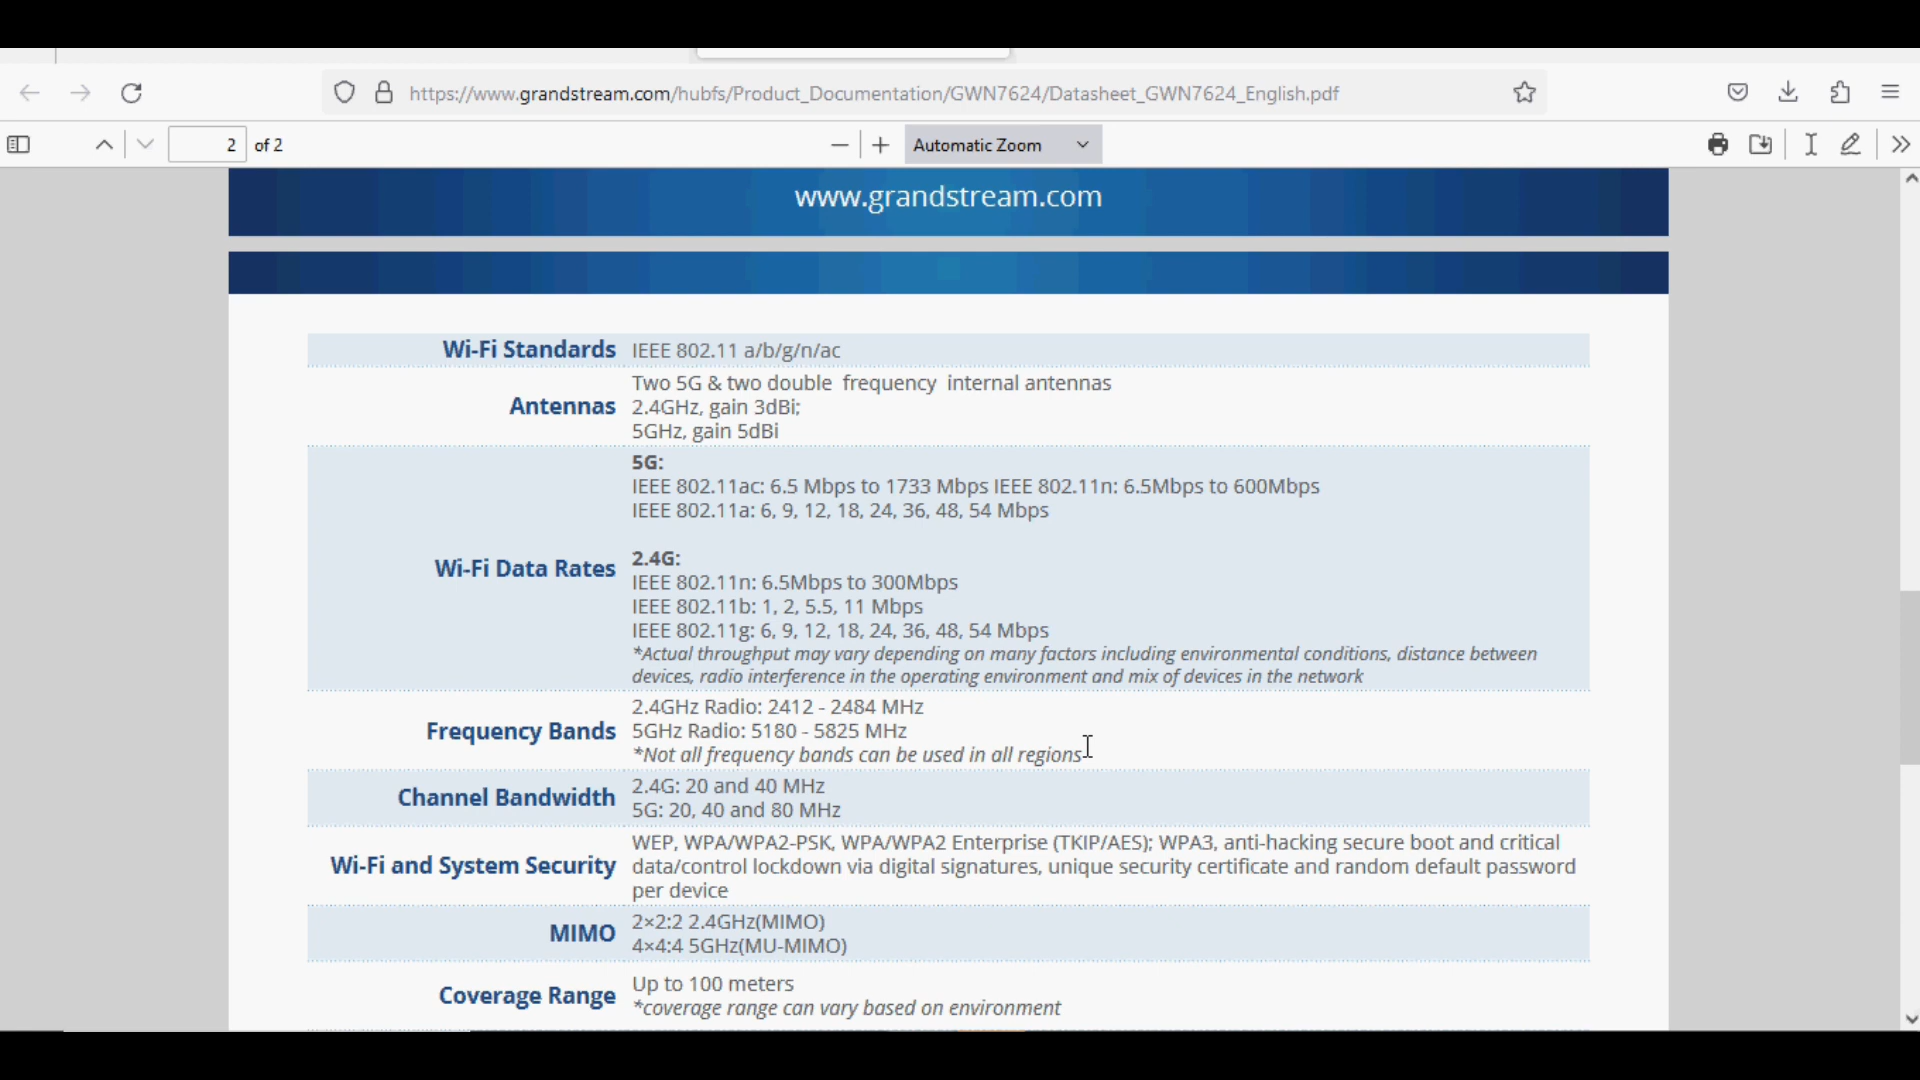 https://www.grandstream.com/hubfs/Product_Documentation/GWN7624/Datasheet_GWN7624_English.pdf
2 of 2
Automatic Zoom
www.grandstream.com
Wi-Fi Standards IEEE 802.11 a/b/g/n/ac
Antennas
Two 5G & two double frequency internal antennas
2.4GHz, gain 3dBi;
5GHz, gain 5dBi
Wi-Fi Data Rates
5G:
IEEE 802.11ac: 6.5 Mbps to 1733 Mbps IEEE 802.11n: 6.5Mbps to 600Mbps
IEEE 802.11a: 6, 9, 12, 18, 24, 36, 48, 54 Mbps
2.4G:
IEEE 802.11n: 6.5Mbps to 300Mbps
IEEE 802.11b: 1, 2, 5.5, 11 Mbps
IEEE 802.11g: 6, 9, 12, 18, 24, 36, 48, 54 Mbps
*Actual throughput may vary depending on many factors including environmental conditions, distance between
devices, radio interference in the operating environment and mix of devices in the network
Frequency Bands
2.4GHz Radio: 2412 - 2484 MHz
5GHz Radio: 5180 - 5825 MHz
*Not all frequency bands can be used in all regions
Channel Bandwidth
2.4G: 20 and 40 MHz
5G: 20, 40 and 80 MHz
Wi-Fi and System Security
WEP, WPA/WPA2-PSK, WPA/WPA2 Enterprise (TKIP/AES); WPA3, anti-hacking secure boot and critical
data/control lockdown via digital signatures, unique security certificate and random default password
per device
MIMO
2×2:2 2.4GHz(MIMO)
4×4:4 5GHz(MU-MIMO)
Coverage Range
Up to 100 meters
*coverage range can vary based on environment